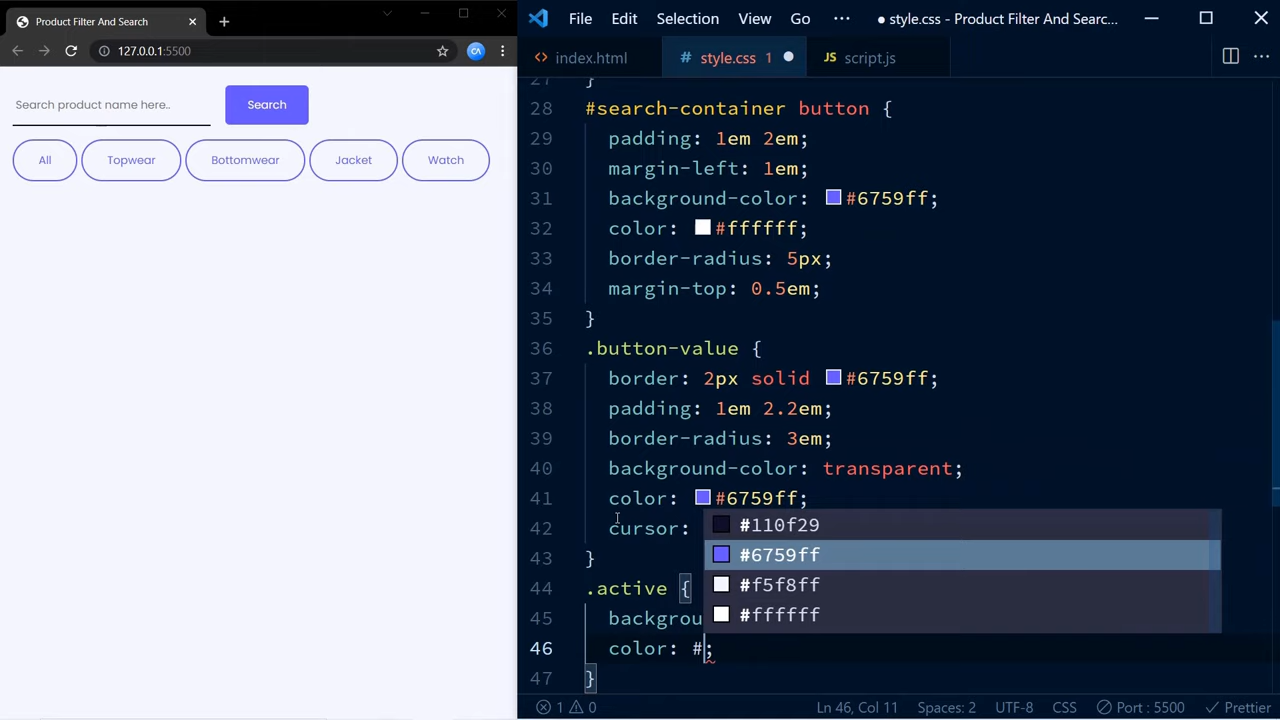 Product Filter And Search
127.0.0.1:5500
Search product name here..
Search
All
Topwear
Bottomwear
Jacket
Watch
File
Edit
Selection
View
Go
style.css - Product Filter And Searc...
index.html
# style.css 1
JS script.js
27 }
28 #search-container button {
29 padding: 1em 2em;
30 margin-left: 1em;
31 background-color: #6759ff;
32 color: #ffffff;
33 border-radius: 5px;
34 margin-top: 0.5em;
35 }
36 .button-value {
37 border: 2px solid #6759ff;
38 padding: 1em 2.2em;
39 border-radius: 3em;
40 background-color: transparent;
41 color: #6759ff;
42 cursor:
43 }
44 .active {
45 backgrou
46 color: #;
47 }
#110f29
#6759ff
#f5f8ff
#ffffff
1 0
Ln 46, Col 11
Spaces: 2
UTF-8
CSS
Port : 5500
Prettier